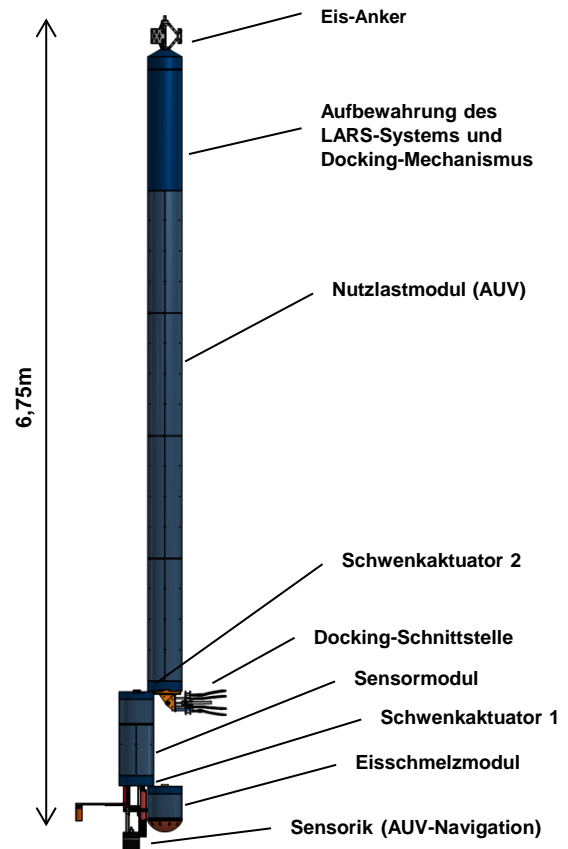 Eis-Anker
Aufbewahrung des
LARS-Systems und
Docking-Mechanismus
Nutzlastmodul (AUV)
6,75m
Schwenkaktuator 2
Docking-Schnittstelle
Sensormodul
Schwenkaktuator 1
Eisschmelzmodul
Sensorik (AUV-Navigation)